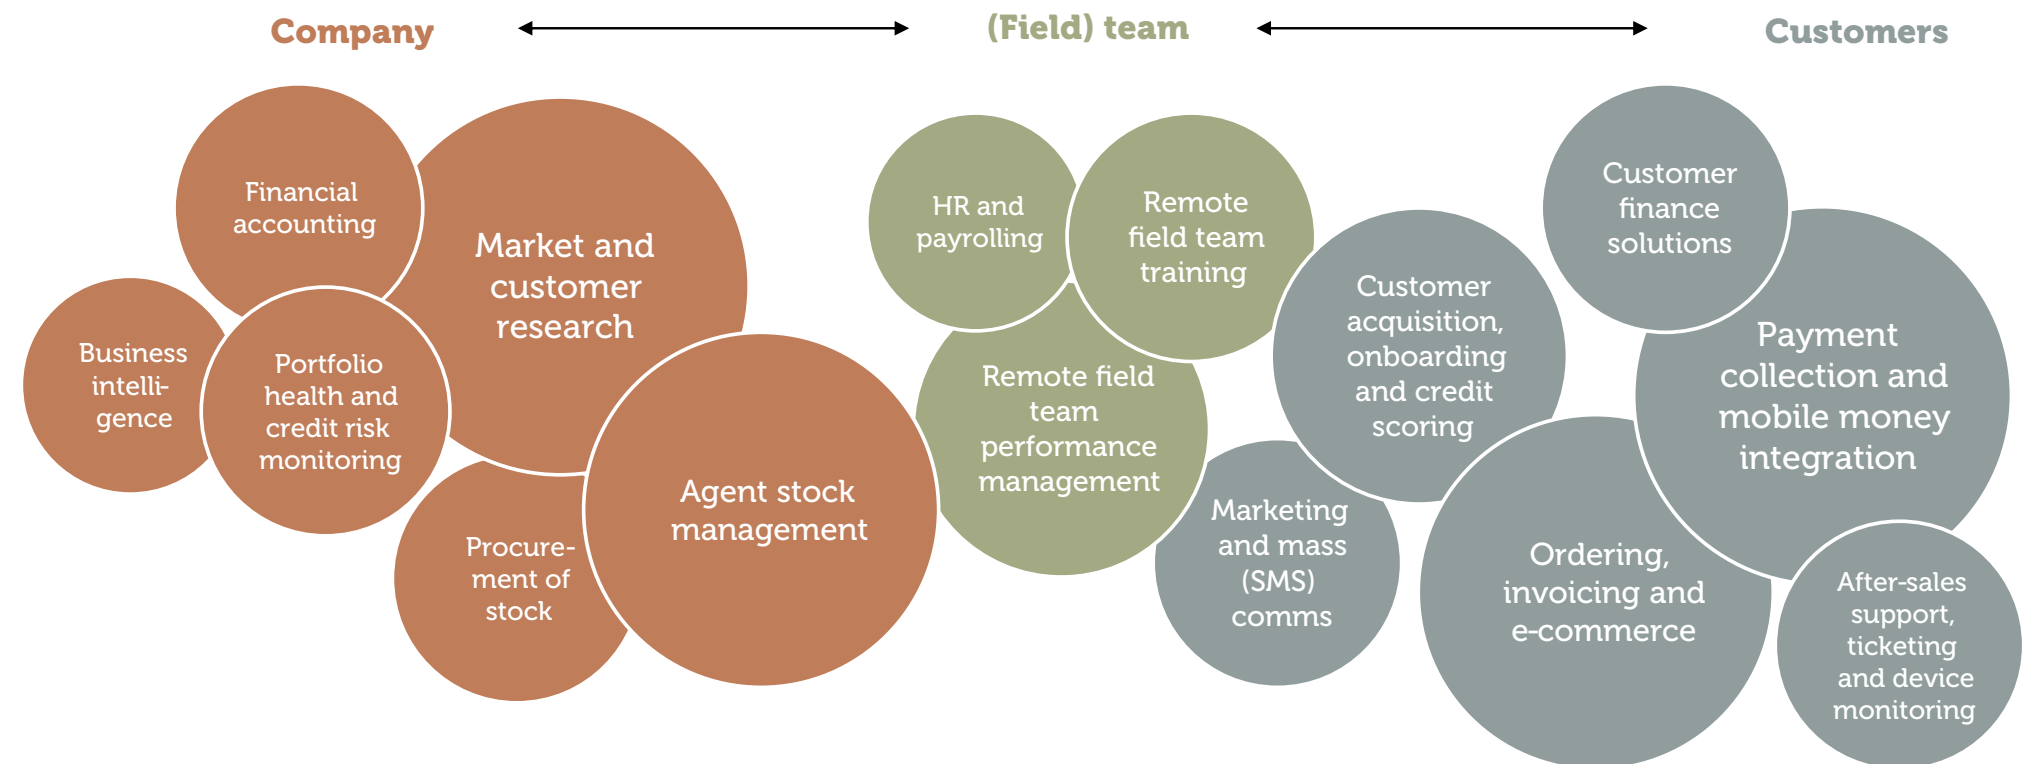 Company
(Field) team
Customers
Financial
accounting
Market and
customer
research
Business
intelli-
gence
Portfolio
health and
credit risk
monitoring
Procure-
ment of
stock
Agent stock
management
HR and
payrolling
Remote
field team
training
Remote field
team
performance
management
Customer
acquisition,
onboarding
and credit
scoring
Marketing
and mass
(SMS)
comms
Customer
finance
solutions
Payment
collection and
mobile money
integration
Ordering,
invoicing and
e-commerce
After-sales
support,
ticketing
and device
monitoring